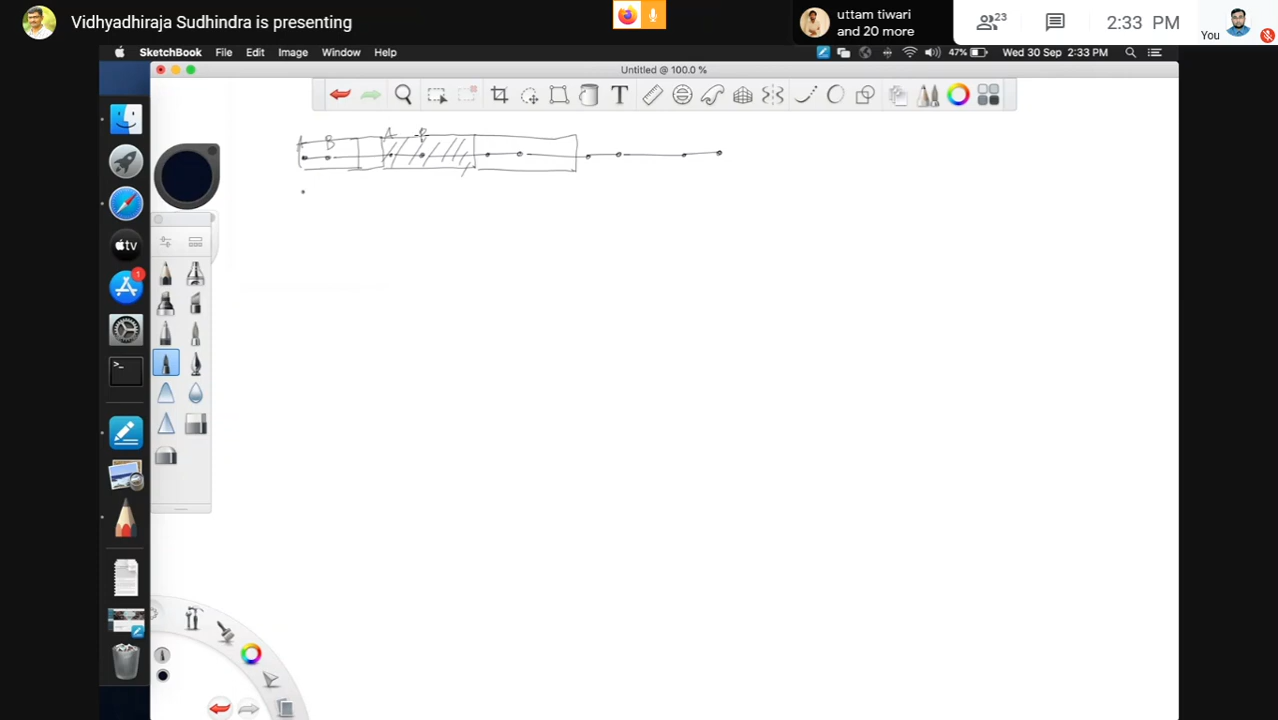 Vidhyadhiraja Sudhindra is presenting
uttam tiwari
and 20 more
23
2:33 PM
You
SketchBook File Edit Image Window Help
47% Wed 30 Sep 2:33 PM
Untitled @ 100.0 %
T
A B A B
tv
1
>_